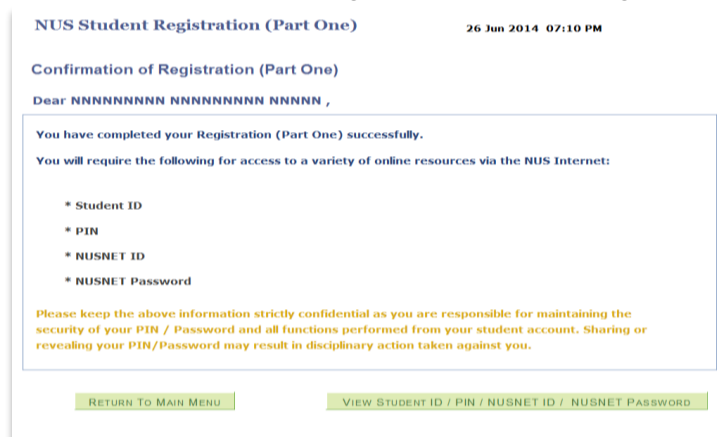 NUS Student Registration (Part One) 26 Jun 2014 07:10 PM
Confirmation of Registration (Part One)
Dear NNNNNNNNN NNNNNNNNN NNNNN ,
You have completed your Registration (Part One) successfully.
You will require the following for access to a variety of online resources via the NUS Internet:
* Student ID
* PIN
* NUSNET ID
* NUSNET Password
Please keep the above information strictly confidential as you are responsible for maintaining the
security of your PIN / Password and all functions performed from your student account. Sharing or
revealing your PIN/Password may result in disciplinary action taken against you.
RETURN TO MAIN MENU VIEW STUDENT ID / PIN / NUSNET ID / NUSNET PASSWORD